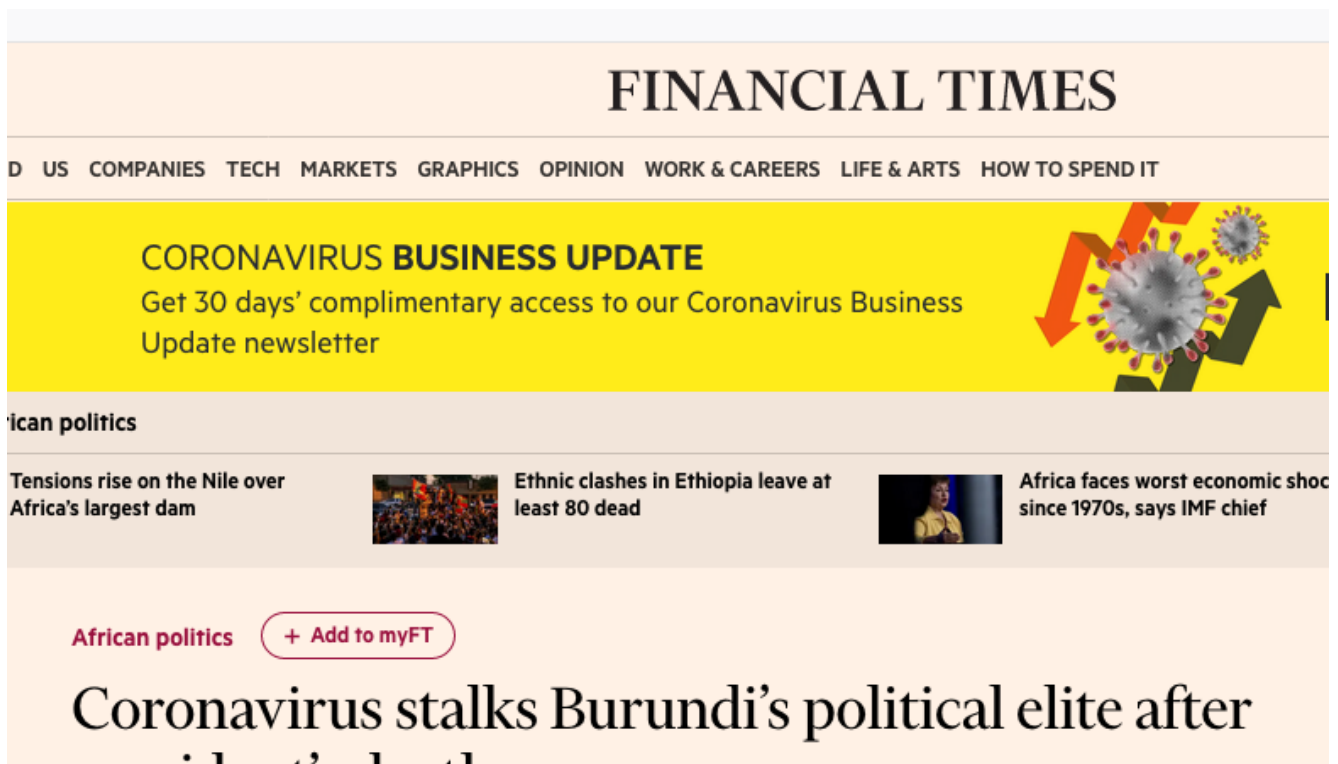 FINANCIAL TIMES
D US COMPANIES TECH MARKETS GRAPHICS OPINION WORK & CAREERS LIFE & ARTS HOW TO SPEND IT
CORONAVIRUS BUSINESS UPDATE
Get 30 days’ complimentary access to our Coronavirus Business
Update newsletter
rican politics
Tensions rise on the Nile over
Africa’s largest dam
Ethnic clashes in Ethiopia leave at
least 80 dead
Africa faces worst economic shoc
since 1970s, says IMF chief
African politics
+ Add to myFT
Coronavirus stalks Burundi’s political elite after